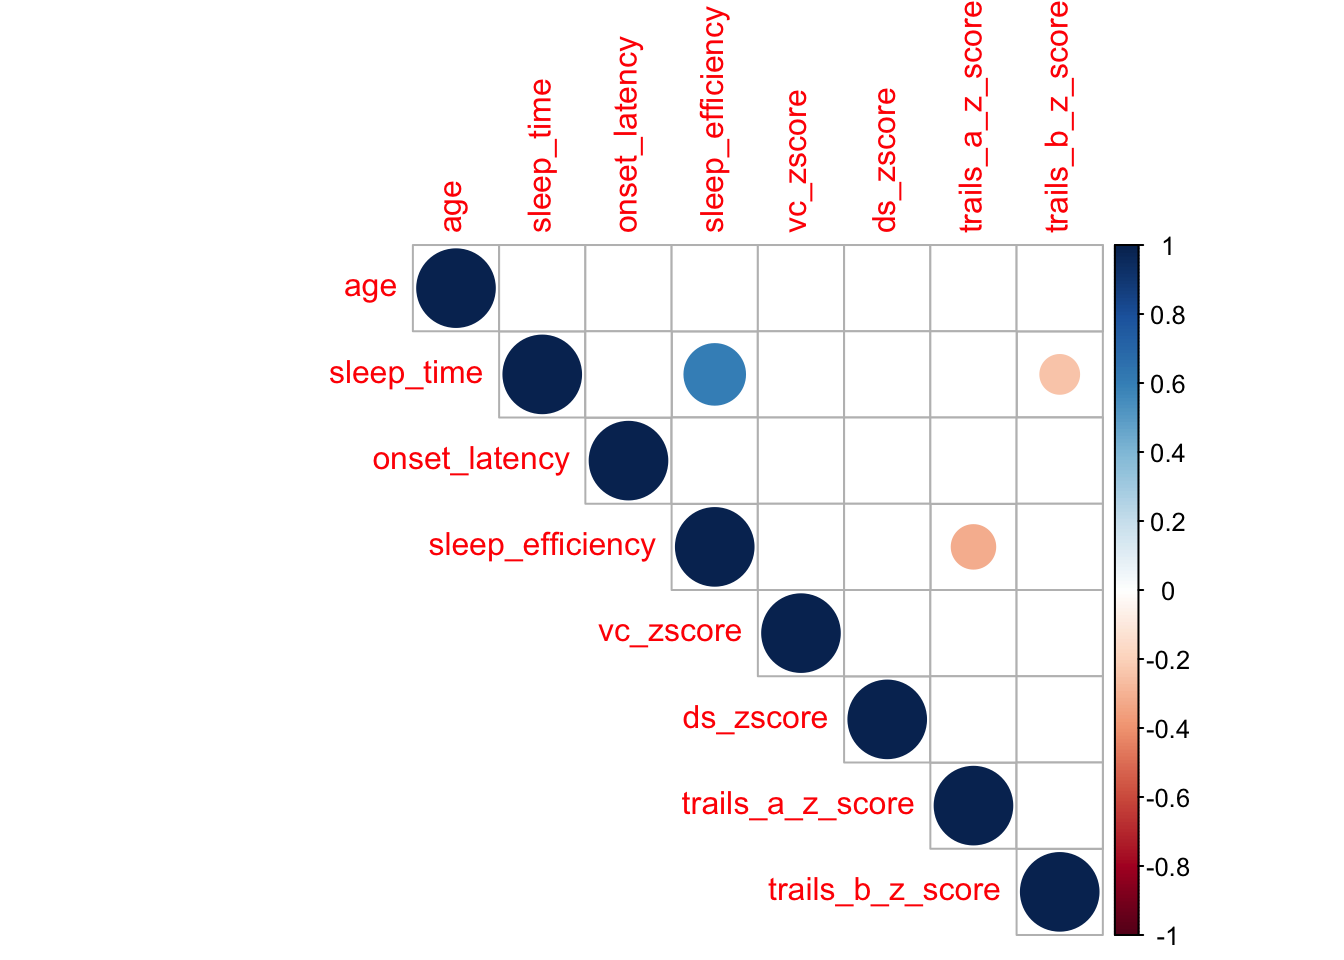 age
sleep_time
onset_latency
sleep_efficiency
vc_zscore
ds_zscore
trails_a_z_score
trails_b_z_score
age
sleep_time
onset_latency
sleep_efficiency
vc_zscore
ds_zscore
trails_a_z_score
trails_b_z_score
1
0.8
0.6
0.4
0.2
0
-0.2
-0.4
-0.6
-0.8
-1